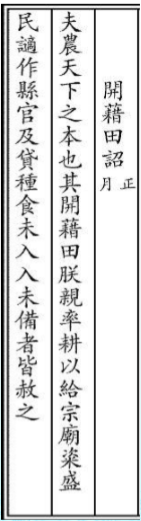 開藉田詔 正月
夫農天下之本也其開藉田朕親率耕以給宗廟粢盛
民讁作縣官及貸種食未入入未備者皆赦之